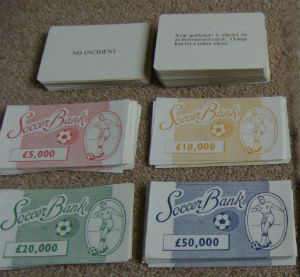 NO INCIDENT
Your goalkeeper is selected for
an international match. Change
him for a junior player.
Soccer Bank
£5,000
Soccer Bank
£10,000
Soccer Bank
£20,000
Soccer Bank
£50,000